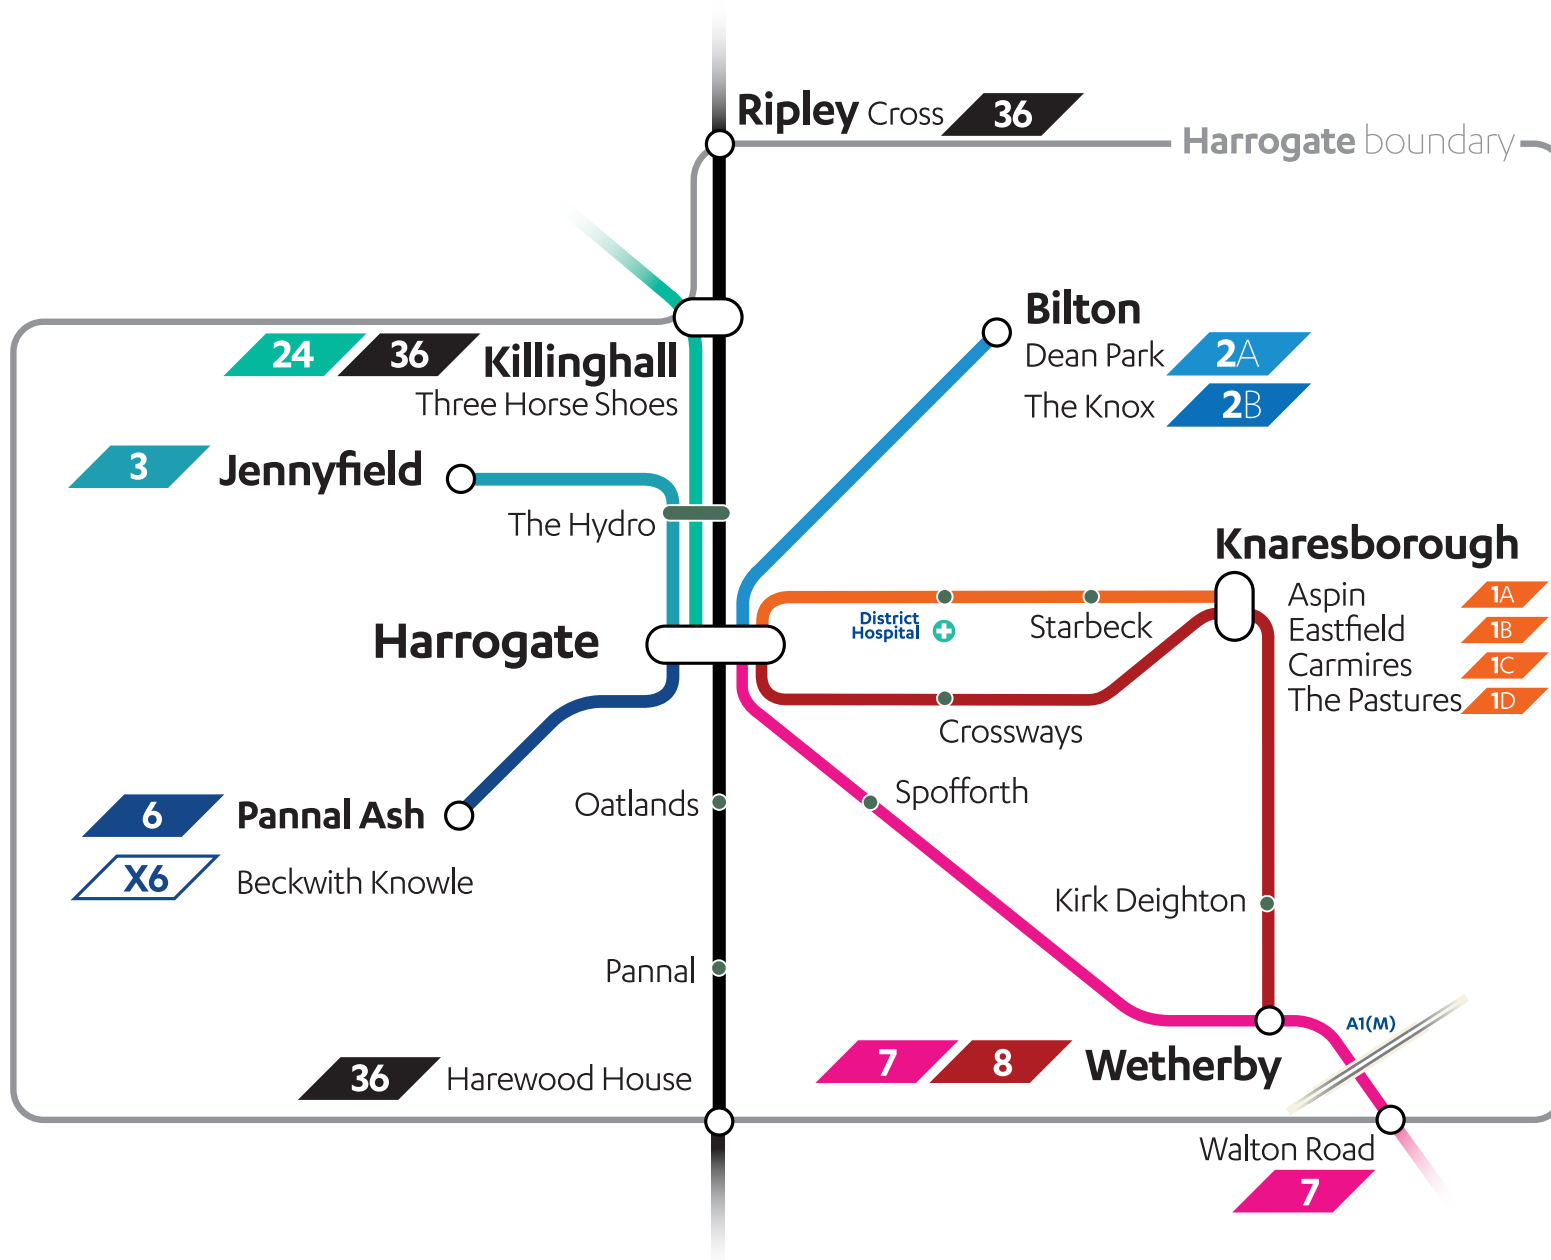 Ripley Cross 36
Harrogate boundary
Bilton
Dean Park 2A
The Knox 2B
24 36 Killinghall
Three Horse Shoes
3 Jennyfield
The Hydro
Knaresborough
Aspin 1A
Eastfield 1B
Carmires 1C
The Pastures 1D
District
Hospital
Starbeck
Harrogate
Crossways
Spofforth
Oatlands
6 Pannal Ash
X6 Beckwith Knowle
Kirk Deighton
Pannal
A1(M)
36 Harewood House
7 8 Wetherby
Walton Road
7